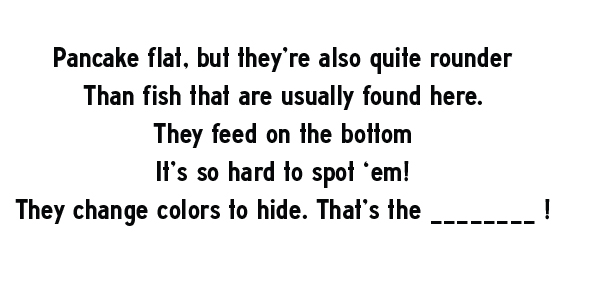 Pancake flat, but they’re also quite rounder
Than fish that are usually found here.
They feed on the bottom
It’s so hard to spot ‘em!
They change colors to hide. That’s the ________ !